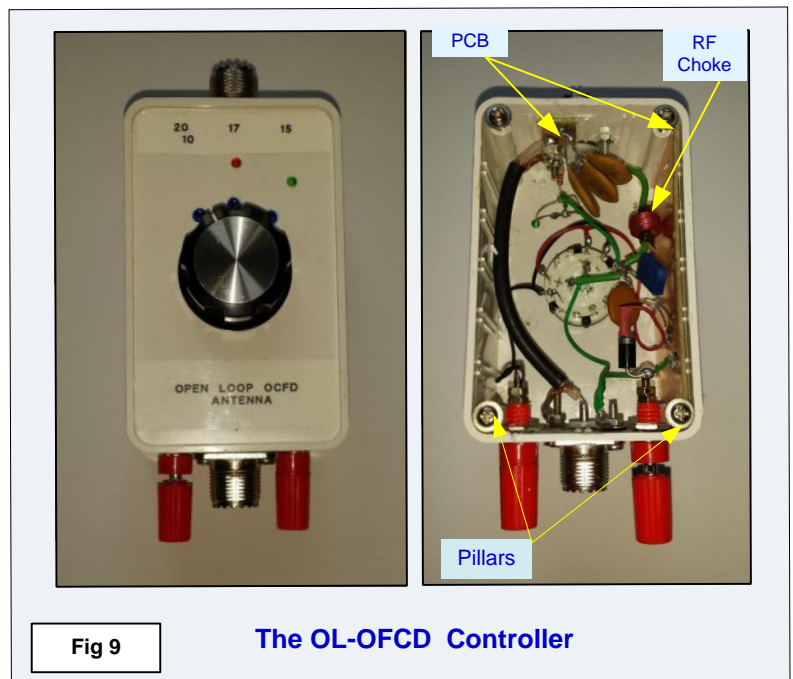 PCB
RF
Choke
20 17 15
10
OPEN LOOP OCFD
ANTENNA
Pillars
Fig 9
The OL-OFCD Controller